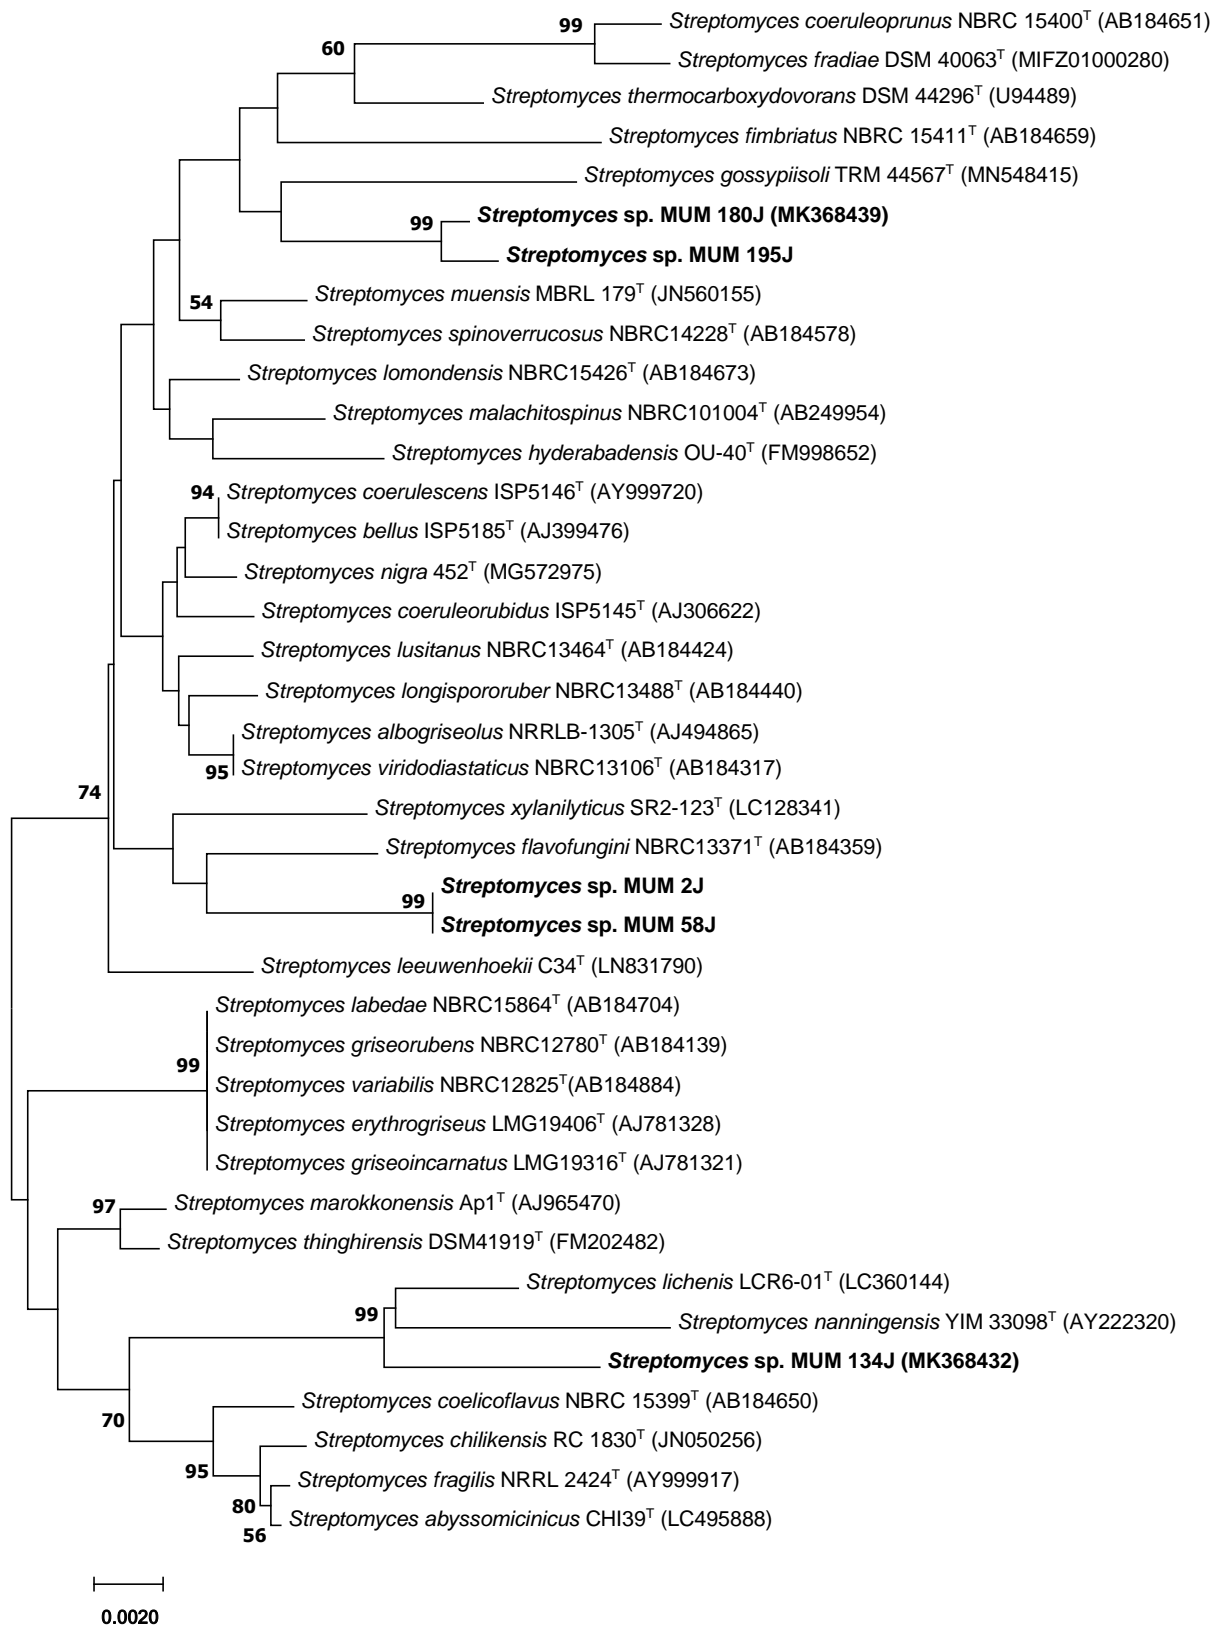 99 Streptomyces coeruleoprunus NBRC 15400ᵀ (AB184651)
60 Streptomyces fradiae DSM 40063ᵀ (MIFZ01000280)
Streptomyces thermocarboxydovorans DSM 44296ᵀ (U94489)
Streptomyces fimbriatus NBRC 15411ᵀ (AB184659)
Streptomyces gossypiisoli TRM 44567ᵀ (MN548415)
99 Streptomyces sp. MUM 180J (MK368439)
Streptomyces sp. MUM 195J
54 Streptomyces muensis MBRL 179ᵀ (JN560155)
Streptomyces spinoverrucosus NBRC14228ᵀ (AB184578)
Streptomyces lomondensis NBRC15426ᵀ (AB184673)
Streptomyces malachitospinus NBRC101004ᵀ (AB249954)
Streptomyces hyderabadensis OU-40ᵀ (FM998652)
94 Streptomyces coerulescens ISP5146ᵀ (AY999720)
Streptomyces bellus ISP5185ᵀ (AJ399476)
Streptomyces nigra 452ᵀ (MG572975)
Streptomyces coeruleorubidus ISP5145ᵀ (AJ306622)
Streptomyces lusitanus NBRC13464ᵀ (AB184424)
Streptomyces longispororuber NBRC13488ᵀ (AB184440)
Streptomyces albogriseolus NRRLB-1305ᵀ (AJ494865)
95 Streptomyces viridodiastaticus NBRC13106ᵀ (AB184317)
74
Streptomyces xylanilyticus SR2-123ᵀ (LC128341)
Streptomyces flavofungini NBRC13371ᵀ (AB184359)
99 Streptomyces sp. MUM 2J
Streptomyces sp. MUM 58J
Streptomyces leeuwenhoekii C34ᵀ (LN831790)
Streptomyces labedae NBRC15864ᵀ (AB184704)
Streptomyces griseorubens NBRC12780ᵀ (AB184139)
99 Streptomyces variabilis NBRC12825ᵀ(AB184884)
Streptomyces erythrogriseus LMG19406ᵀ (AJ781328)
Streptomyces griseoincarnatus LMG19316ᵀ (AJ781321)
97 Streptomyces marokkonensis Ap1ᵀ (AJ965470)
Streptomyces thinghirensis DSM41919ᵀ (FM202482)
Streptomyces lichenis LCR6-01ᵀ (LC360144)
99 Streptomyces nanningensis YIM 33098ᵀ (AY222320)
Streptomyces sp. MUM 134J (MK368432)
Streptomyces coelicoflavus NBRC 15399ᵀ (AB184650)
70
Streptomyces chilikensis RC 1830ᵀ (JN050256)
95 Streptomyces fragilis NRRL 2424ᵀ (AY999917)
80
Streptomyces abyssomicinicus CHI39ᵀ (LC495888)
56
0.0020